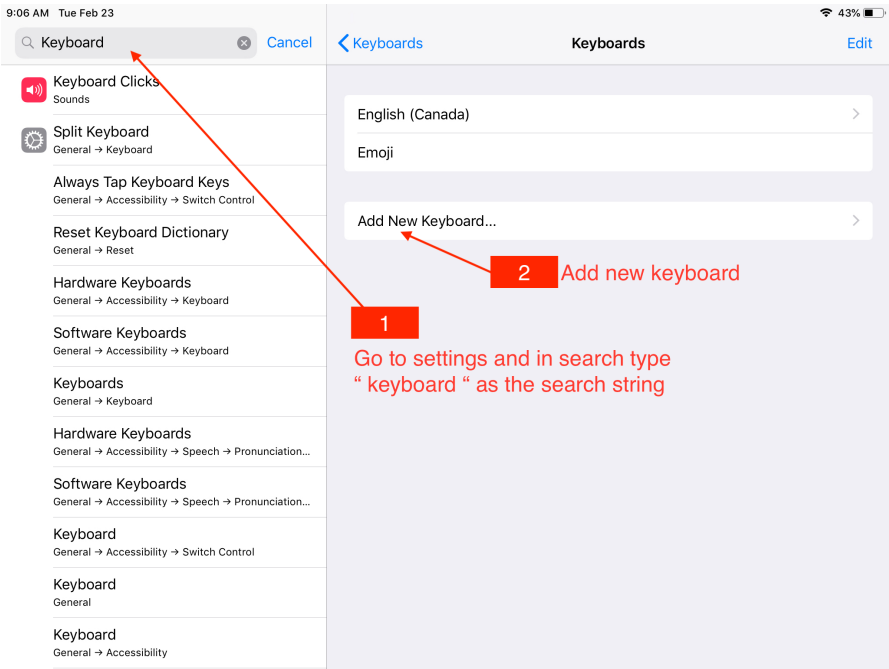 9:06 AM Tue Feb 23
43%
Keyboard
Cancel
Keyboards
Keyboards
Edit
Keyboard Clicks
Sounds
Split Keyboard
General → Keyboard
Always Tap Keyboard Keys
General → Accessibility → Switch Control
Reset Keyboard Dictionary
General → Reset
Hardware Keyboards
General → Accessibility → Keyboard
Software Keyboards
General → Accessibility → Keyboard
Keyboards
General → Keyboard
Hardware Keyboards
General → Accessibility → Speech → Pronunciation...
Software Keyboards
General → Accessibility → Speech → Pronunciation...
Keyboard
General → Accessibility → Switch Control
Keyboard
General
Keyboard
General → Accessibility
English (Canada)
Emoji
Add New Keyboard...
2 Add new keyboard
1
Go to settings and in search type
“ keyboard “ as the search string